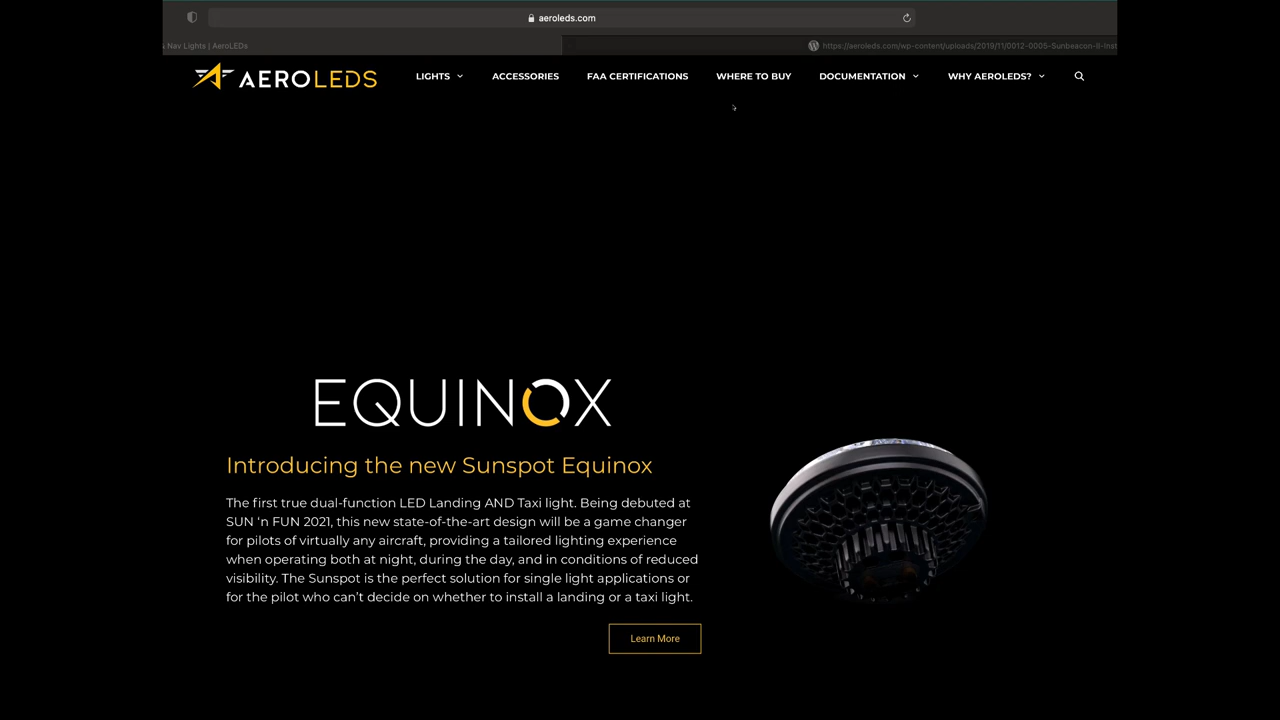 aeroleds.com
& Nav Lights | AeroLEDs
https://aeroleds.com/wp-content/uploads/2019/11/0012-0005-Sunbeacon-II-Inst
AEROLEDS
LIGHTS ACCESSORIES FAA CERTIFICATIONS WHERE TO BUY DOCUMENTATION WHY AEROLEDS?
EQUINOX
Introducing the new Sunspot Equinox
The first true dual-function LED Landing AND Taxi light. Being debuted at
SUN ‘n FUN 2021, this new state-of-the-art design will be a game changer
for pilots of virtually any aircraft, providing a tailored lighting experience
when operating both at night, during the day, and in conditions of reduced
visibility. The Sunspot is the perfect solution for single light applications or
for the pilot who can’t decide on whether to install a landing or a taxi light.
Learn More